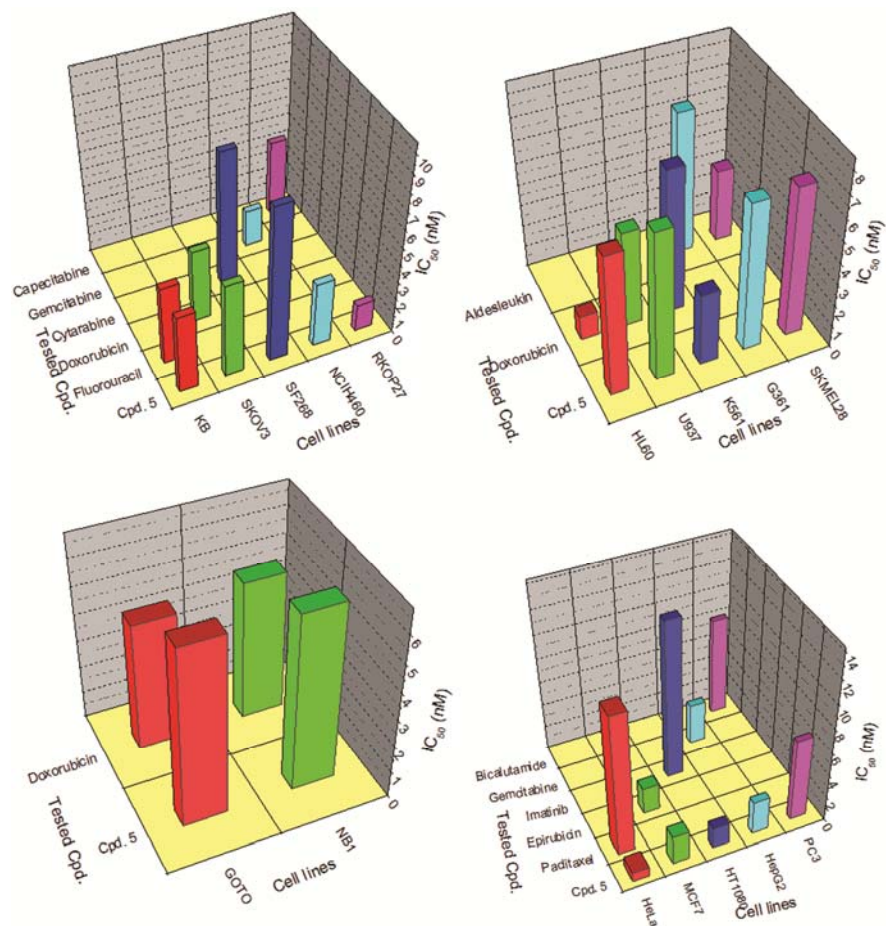 10
9
8
7
6
5
4
3
2
1
0
IC50 (nM)
Capecitabine
Gemcitabine
Cytarabine
Doxorubicin
Fluorouracil
Cpd. 5
Tested Cpd.
KB
SKOV3
SF268
NCIH460
RKOP27
Cell lines
8
7
6
5
4
3
2
1
0
IC50 (nM)
Aldesleukin
Doxorubicin
Cpd. 5
Tested Cpd.
HL60
U937
K561
G361
SKMEL28
Cell lines
6
5
4
3
2
1
0
IC50 (nM)
Doxorubicin
Cpd. 5
Tested Cpd.
GOTO
NB1
Cell lines
14
12
10
8
6
4
2
0
IC50 (nM)
Bicalutamide
Gemcitabine
Imatinib
Epirubicin
Paditaxel
Cpd. 5
Tested Cpd.
HeLa
MCF7
HT1080
HepG2
PC3
Cell lines